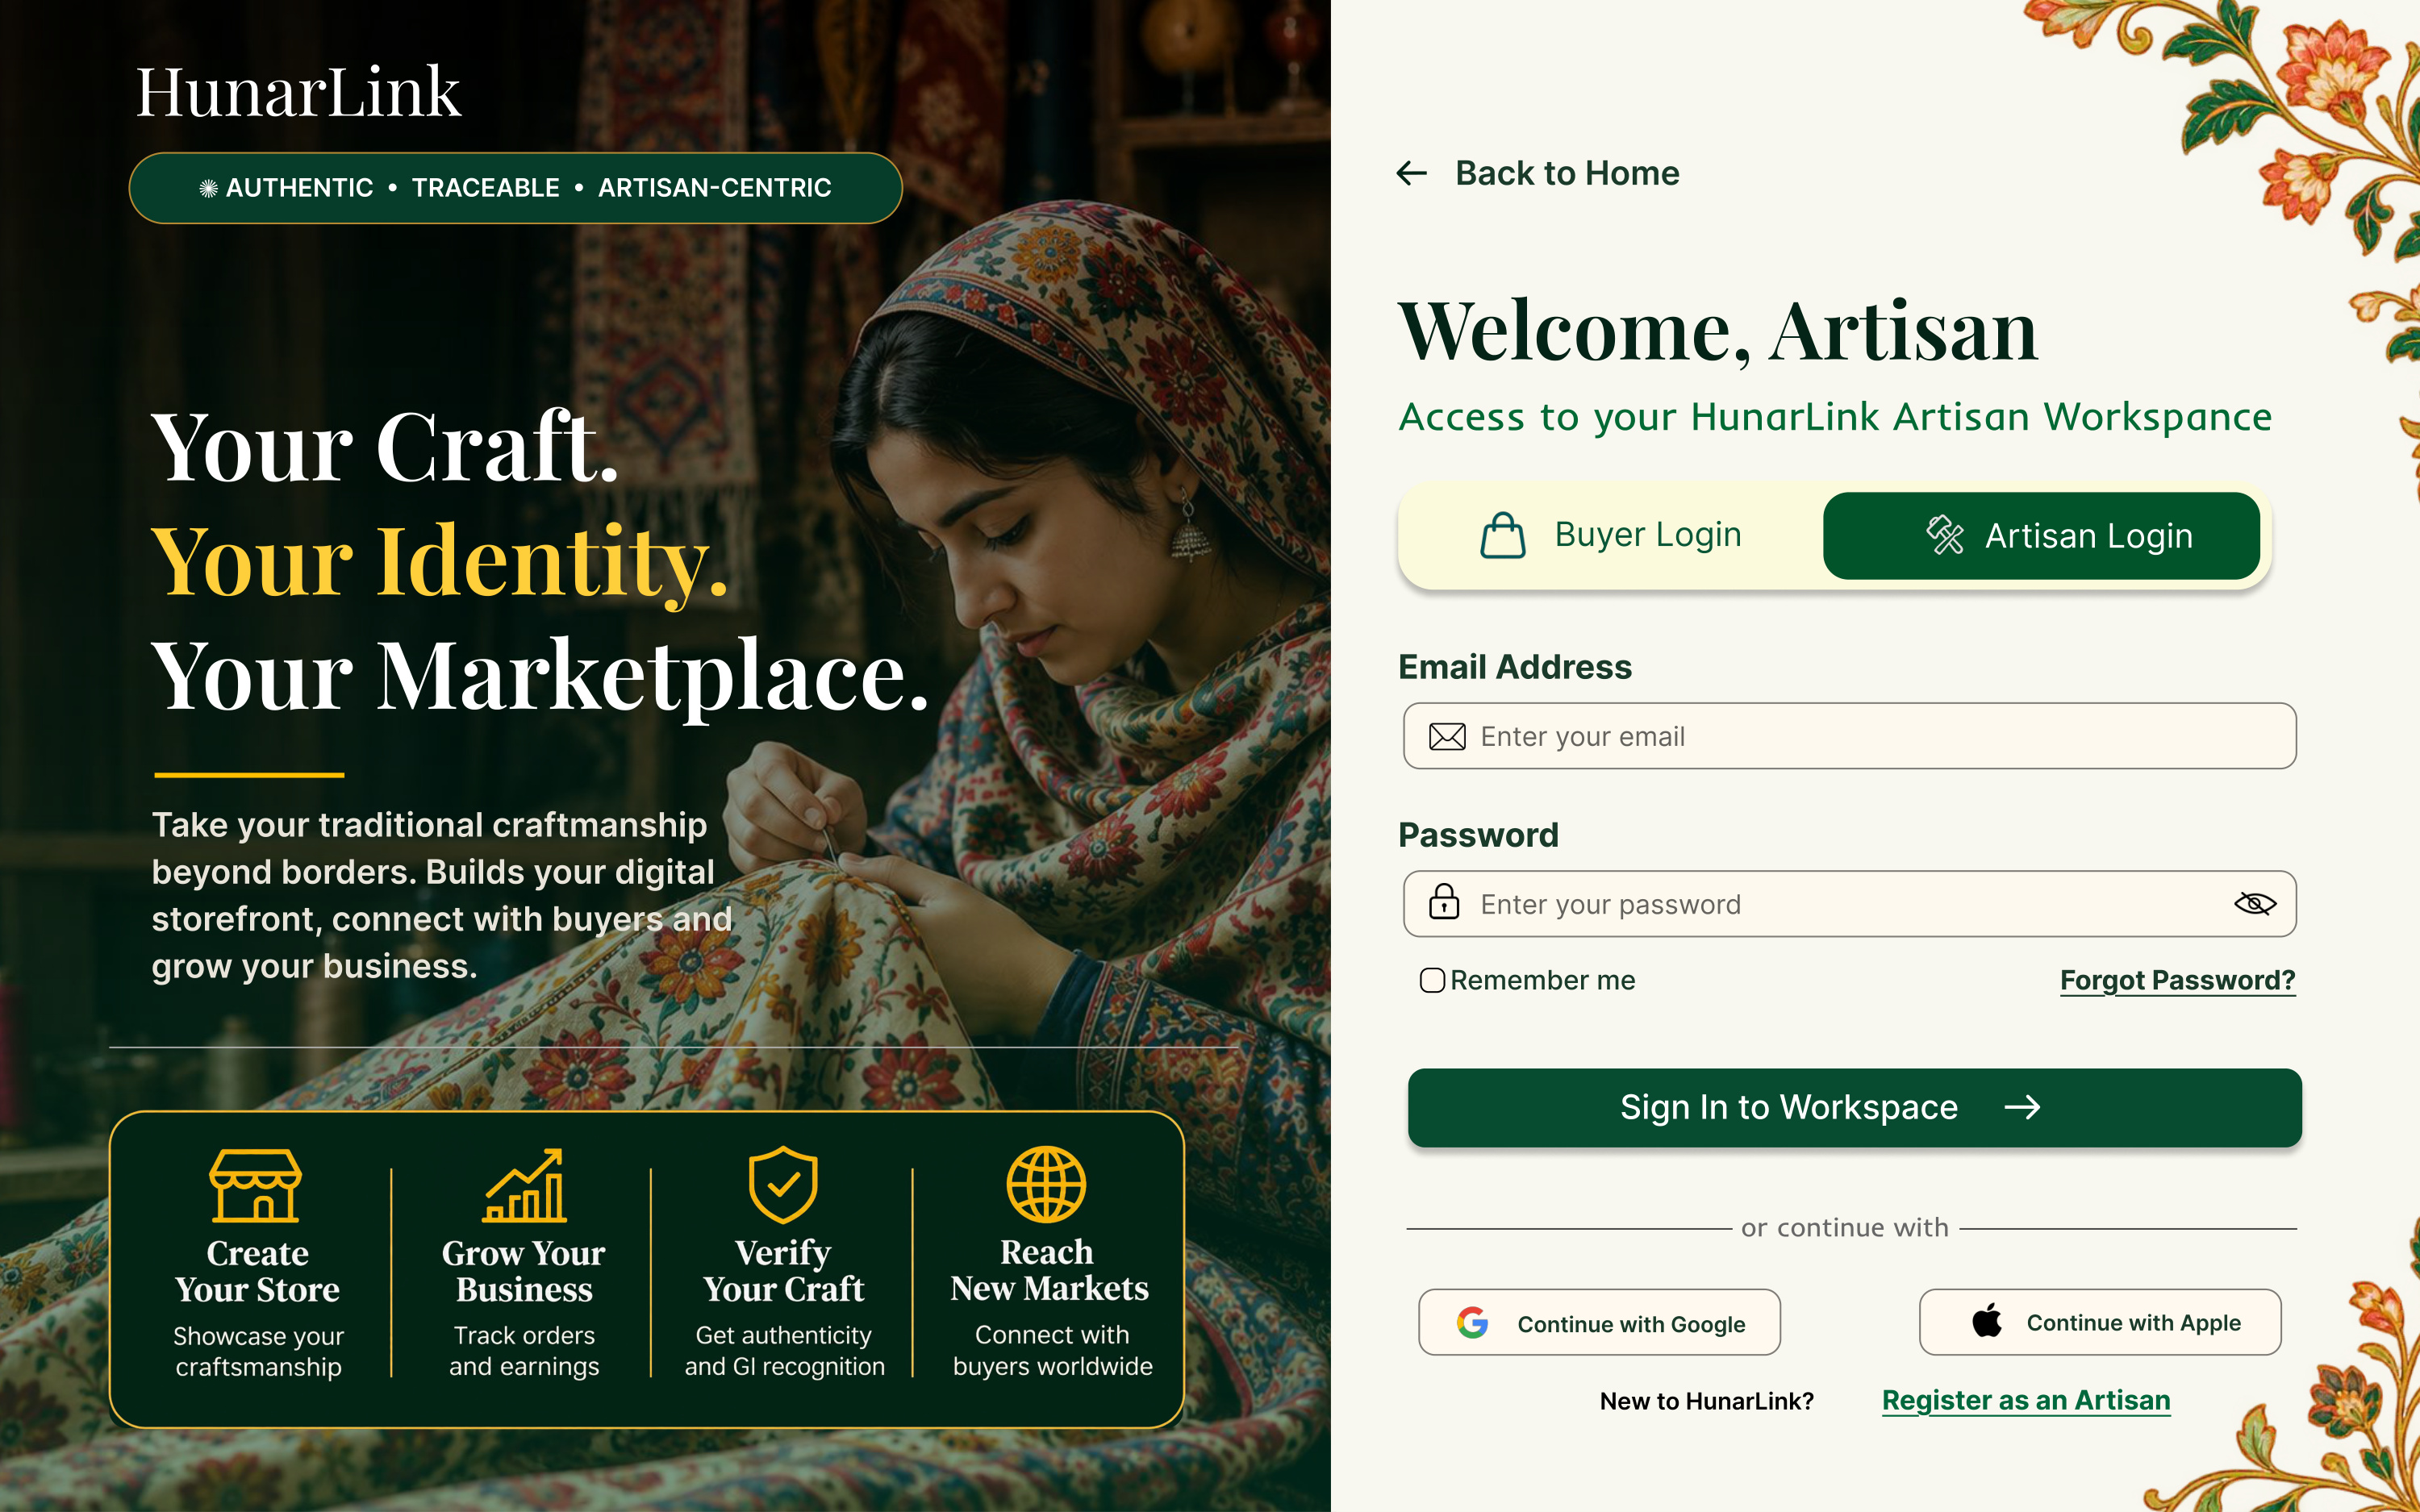 HunarLink
AUTHENTIC • TRACEABLE • ARTISAN-CENTRIC
Your Craft.
Your Identity.
Your Marketplace.
Take your traditional craftmanship
beyond borders. Builds your digital
storefront, connect with buyers and
grow your business.
Create
Your Store
Showcase your
craftsmanship
Grow Your
Business
Track orders
and earnings
Verify
Your Craft
Get authenticity
and GI recognition
Reach
New Markets
Connect with
buyers worldwide
Back to Home
Welcome, Artisan
Access to your HunarLink Artisan Workspance
Buyer Login
Artisan Login
Email Address
Enter your email
Password
Enter your password
Remember me
Forgot Password?
Sign In to Workspace
or continue with
Continue with Google
Continue with Apple
New to HunarLink?
Register as an Artisan